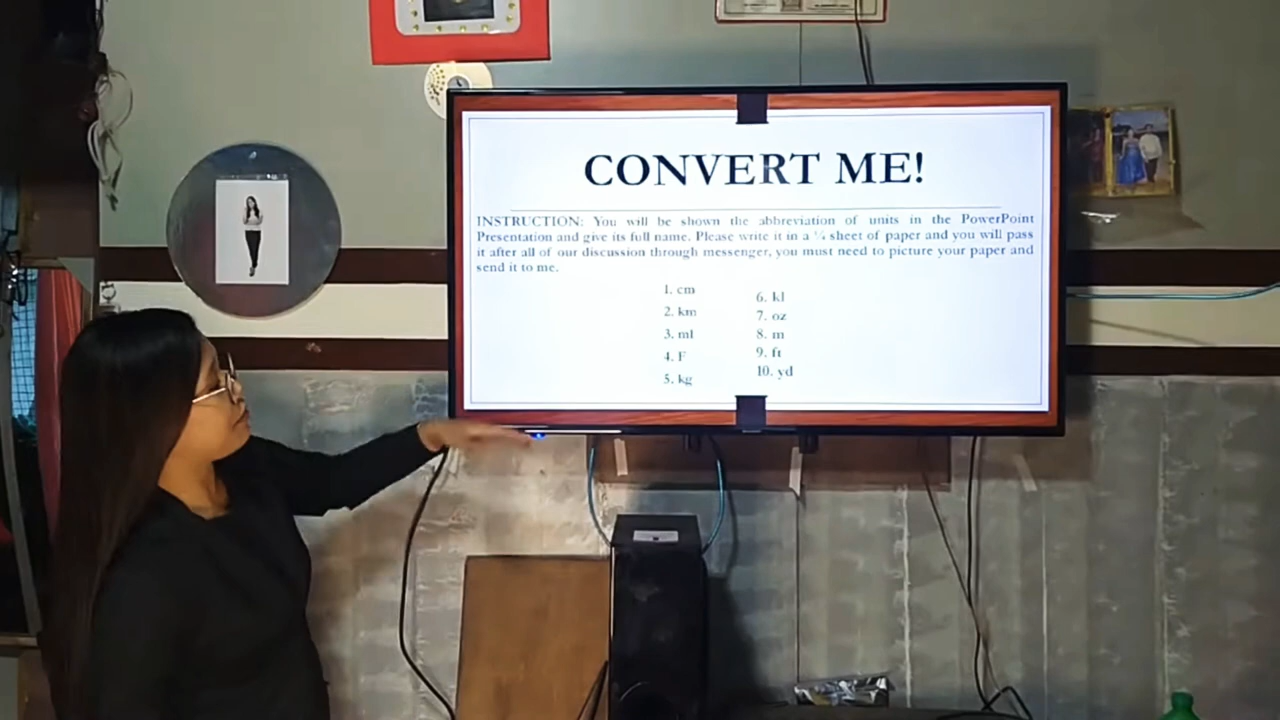 CONVERT ME!
INSTRUCTION: You will be shown the abbreviation of units in the PowerPoint
Presentation and give its full name. Please write it in a ¼ sheet of paper and you will pass
it after all of our discussion through messenger, you must need to picture your paper and
send it to me.
1. cm
2. km
3. ml
4. F
5. kg
6. kl
7. oz
8. m
9. ft
10. yd